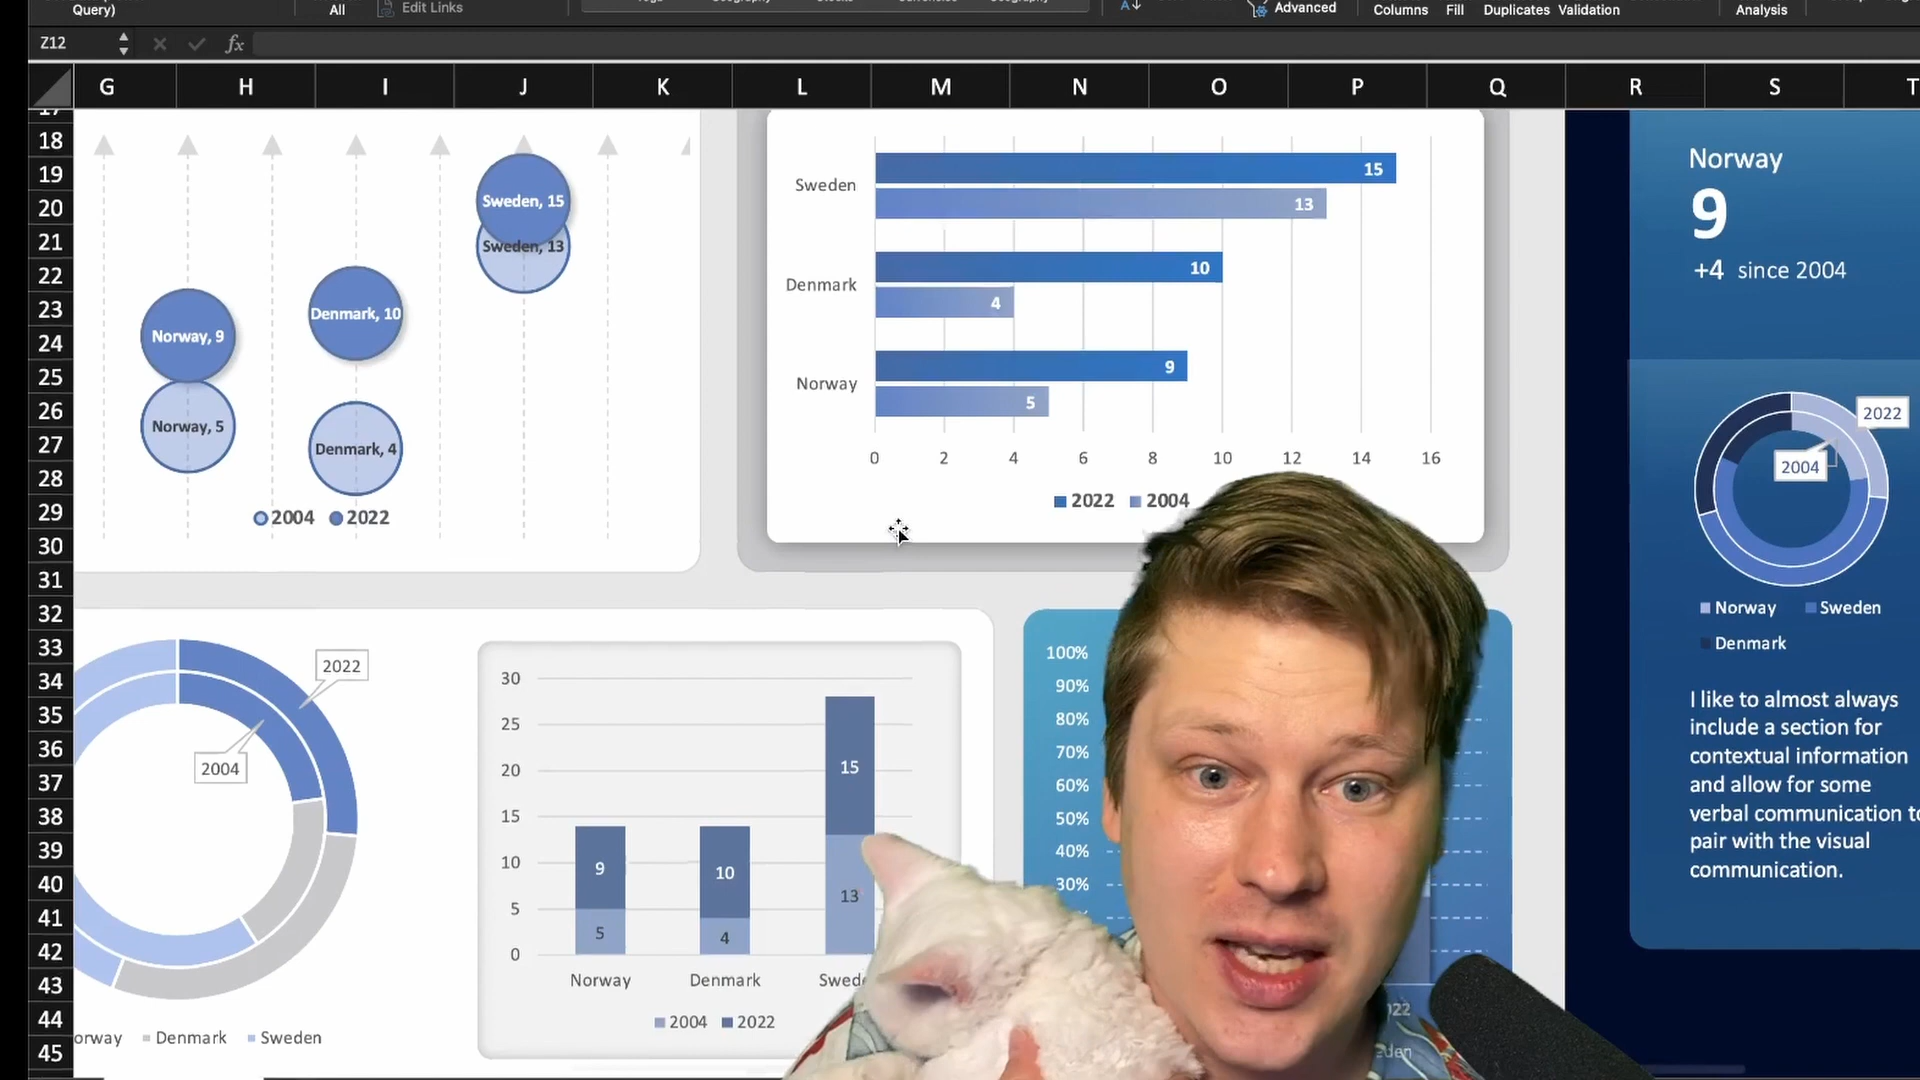 Query)
All
Edit Links
Advanced
Columns
Fill
Duplicates
Validation
Analysis
Z12
fx
G H I J K L M N O P Q R S T
18
19
20
21
22
23
24
25
26
27
28
29
30
31
32
33
34
35
36
37
38
39
40
41
42
43
44
45
Sweden, 15
Sweden, 13
Denmark, 10
Norway, 9
Norway, 5
Denmark, 4
2004 2022
Sweden
15
13
Denmark
10
4
Norway
9
5
0 2 4 6 8 10 12 14 16
2022 2004
Norway
9
+4 since 2004
2022
2004
Norway Sweden
Denmark
I like to almost always
include a section for
contextual information
and allow for some
verbal communication to
pair with the visual
communication.
2022
2004
orway Denmark Sweden
30
25
20
15
10
5
0
9
5
10
4
15
13
Norway Denmark Swede
2004 2022
100%
90%
80%
70%
60%
50%
40%
30%